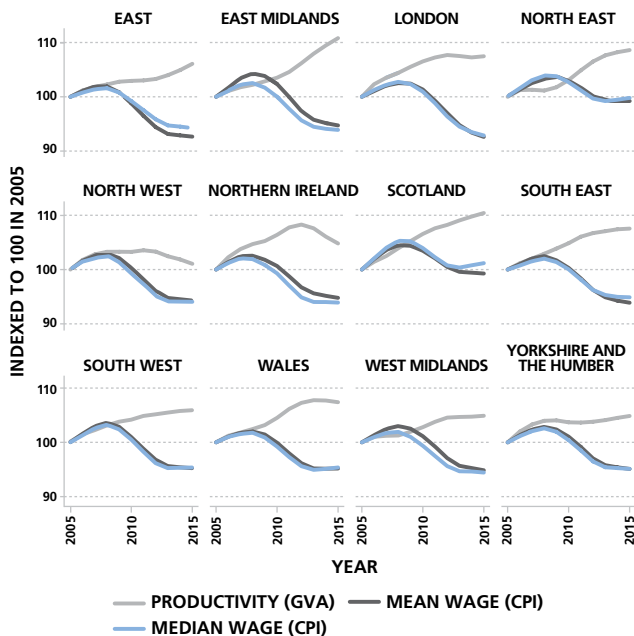 EAST
EAST MIDLANDS
LONDON
NORTH EAST
110
100
90
NORTH WEST
NORTHERN IRELAND
SCOTLAND
SOUTH EAST
110
100
90
INDEXED TO 100 IN 2005
SOUTH WEST
WALES
WEST MIDLANDS
YORKSHIRE AND
THE HUMBER
110
100
90
2005
2010
2015
2005
2010
2015
2005
2010
2015
2005
2010
2015
YEAR
PRODUCTIVITY (GVA)
MEAN WAGE (CPI)
MEDIAN WAGE (CPI)